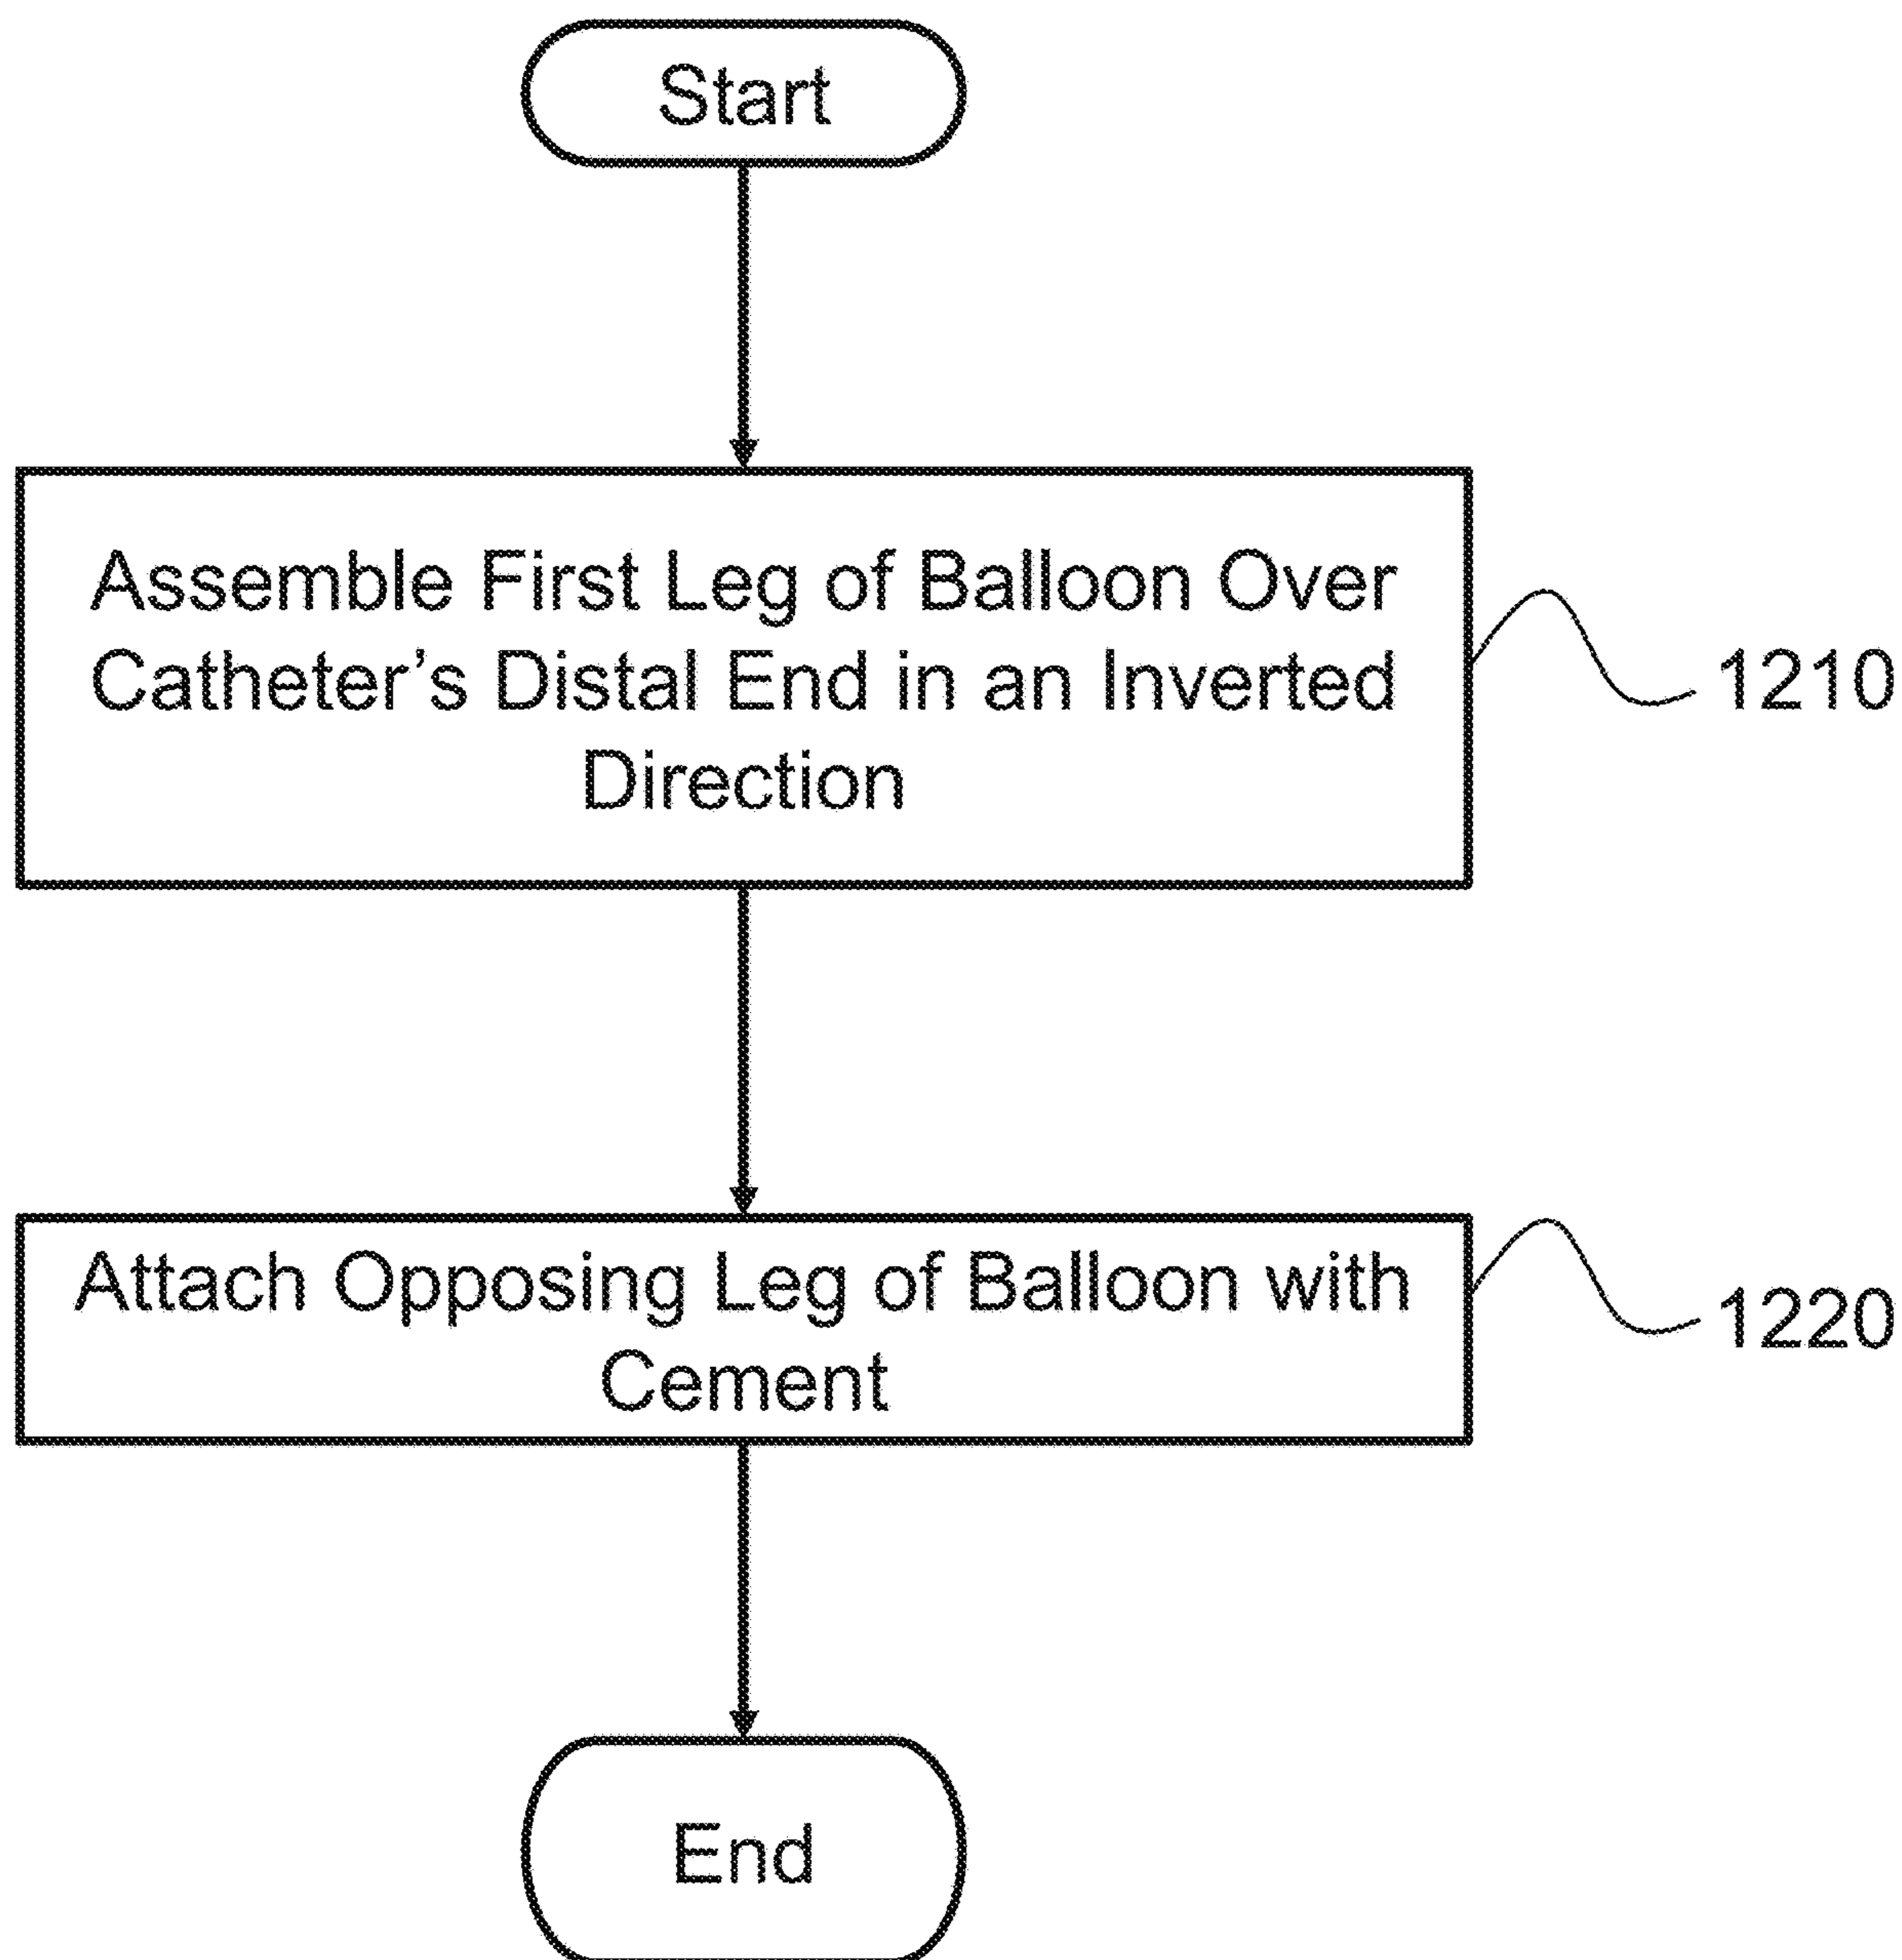 Start
Assemble First Leg of Balloon Over
Catheter’s Distal End in an Inverted
Direction
1210
Attach Opposing Leg of Balloon with
Cement
1220
End